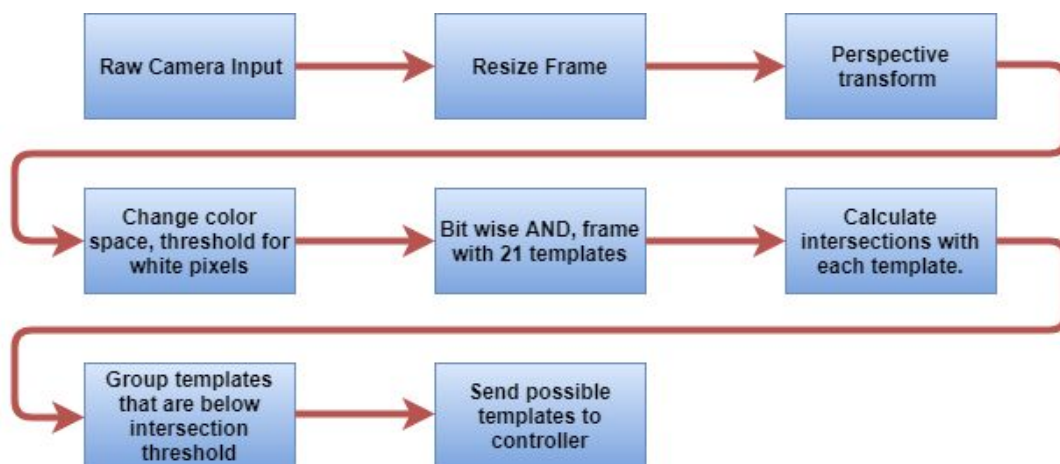 Raw Camera Input
Resize Frame
Perspective
transform
Change color
space, threshold for
white pixels
Bit wise AND, frame
with 21 templates
Calculate
intersections with
each template.
Group templates
that are below
intersection
threshold
Send possible
templates to
controller